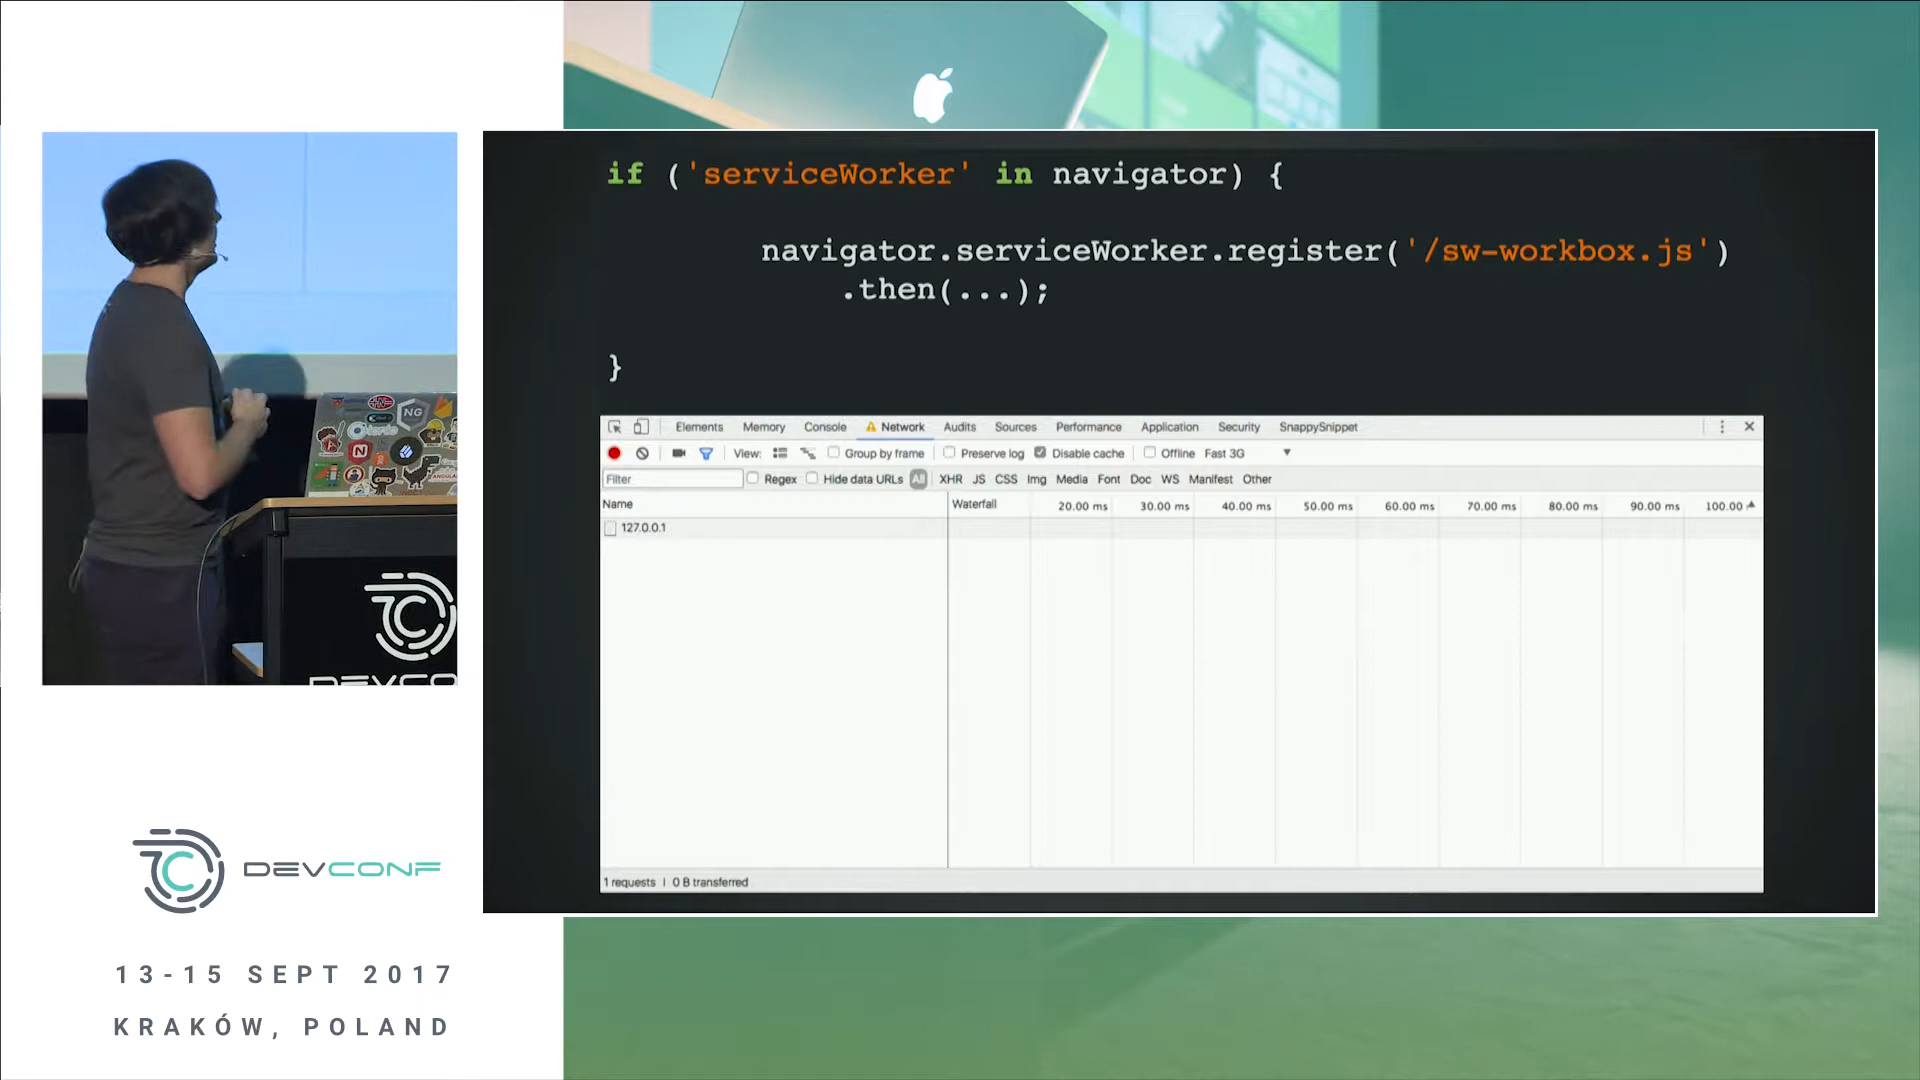 if ('serviceWorker' in navigator) {
navigator.serviceWorker.register('/sw-workbox.js')
.then(...);
}
Elements Memory Console Network Audits Sources Performance Application Security SnappySnippet
View: Group by frame Preserve log Disable cache Offline Fast 3G
Filter Regex Hide data URLs All XHR JS CSS Img Media Font Doc WS Manifest Other
Name Waterfall 20.00 ms 30.00 ms 40.00 ms 50.00 ms 60.00 ms 70.00 ms 80.00 ms 90.00 ms 100.00
127.0.0.1
1 requests | 0 B transferred
NG
N
DEVCO
DEVCONF
13-15 SEPT 2017
KRAKÓW, POLAND